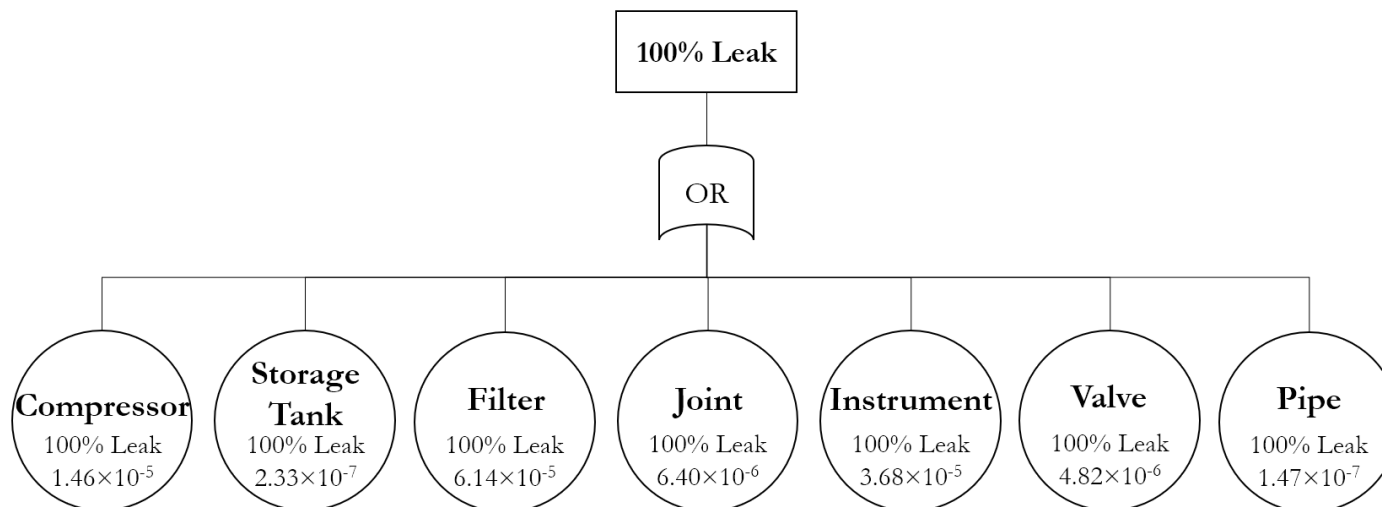 100% Leak
OR
Compressor
100% Leak
1.46×10⁻⁵
Storage
Tank
100% Leak
2.33×10⁻⁷
Filter
100% Leak
6.14×10⁻⁵
Joint
100% Leak
6.40×10⁻⁶
Instrument
100% Leak
3.68×10⁻⁵
Valve
100% Leak
4.82×10⁻⁶
Pipe
100% Leak
1.47×10⁻⁷